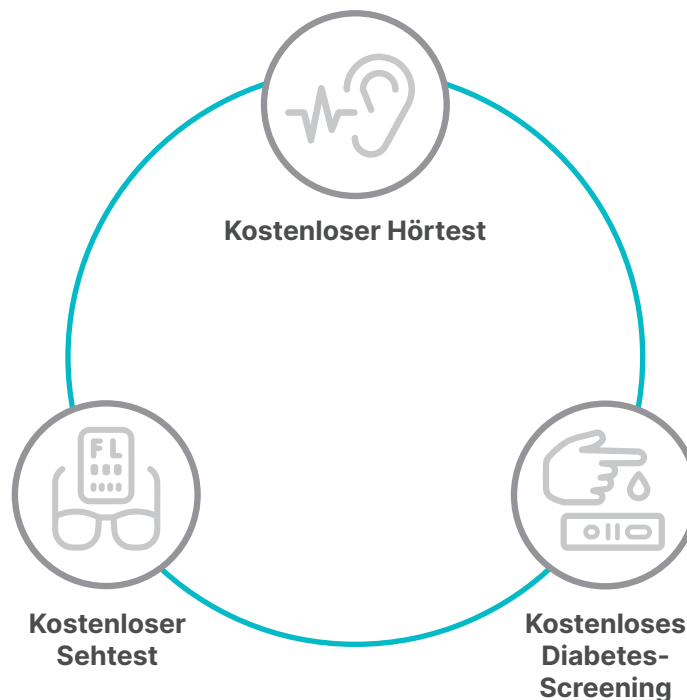 Kostenloser Hörtest
FL
Kostenloser
Sehtest
Kostenloses
Diabetes-
Screening